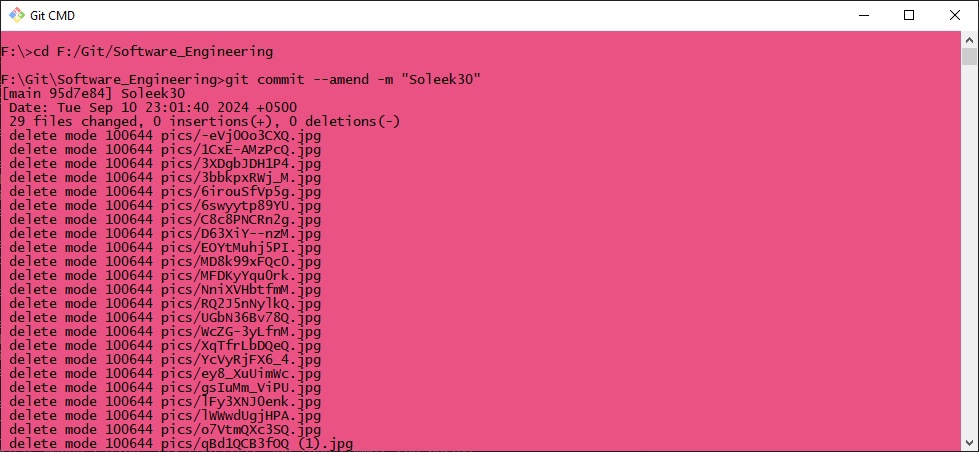 Git CMD
F:\>cd F:/Git/Software_Engineering
F:\Git\Software_Engineering>git commit --amend -m "Soleek30"
[main 95d7e84] Soleek30
Date: Tue Sep 10 23:01:40 2024 +0500
29 files changed, 0 insertions(+), 0 deletions(-)
delete mode 100644 pics/-eVj0Oo3CXQ.jpg
delete mode 100644 pics/1CxE-AMzPcQ.jpg
delete mode 100644 pics/3XDgbJDH1P4.jpg
delete mode 100644 pics/3bbkpxRWj_M.jpg
delete mode 100644 pics/6irouSfVp5g.jpg
delete mode 100644 pics/6swyytp89YU.jpg
delete mode 100644 pics/C8c8PNCRn2g.jpg
delete mode 100644 pics/D63XiY--nzM.jpg
delete mode 100644 pics/EOYtMuhj5PI.jpg
delete mode 100644 pics/MD8k99xFQc0.jpg
delete mode 100644 pics/MFDKyYqu0rk.jpg
delete mode 100644 pics/NniXVHbtfmM.jpg
delete mode 100644 pics/RQ2J5nNylkQ.jpg
delete mode 100644 pics/UGbN36Bv78Q.jpg
delete mode 100644 pics/WcZG-3yLfnM.jpg
delete mode 100644 pics/XqTfrLbDQeQ.jpg
delete mode 100644 pics/YcVyRjFX6_4.jpg
delete mode 100644 pics/ey8_XuUimWc.jpg
delete mode 100644 pics/gsIuMm_ViPU.jpg
delete mode 100644 pics/lFy3XNJ0enk.jpg
delete mode 100644 pics/lWWwdUgjHPA.jpg
delete mode 100644 pics/o7VtmQXc3SQ.jpg
delete mode 100644 pics/qBd1QCB3fOQ (1).jpg